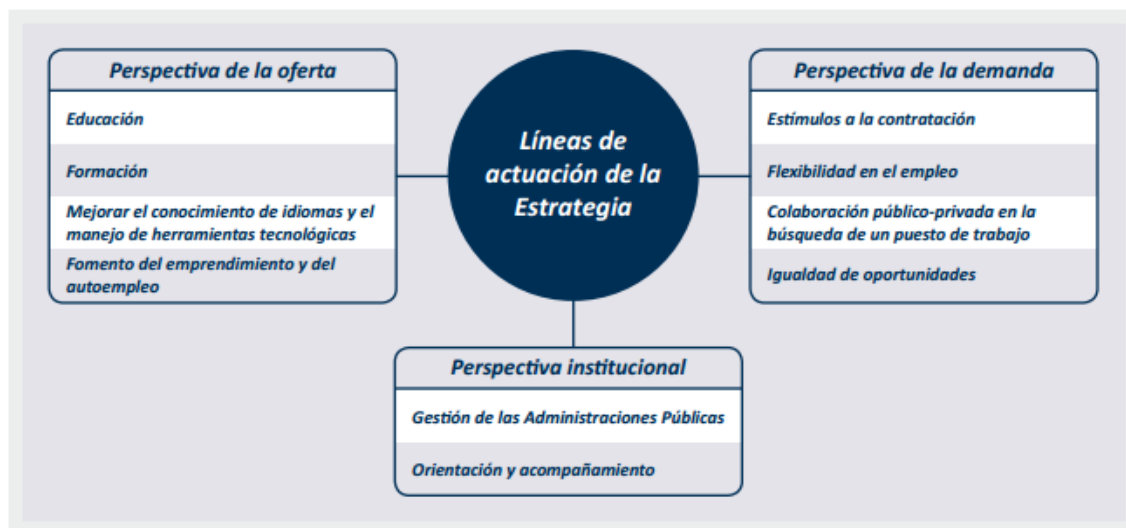 Perspectiva de la oferta
Educación
Formación
Mejorar el conocimiento de idiomas y el
manejo de herramientas tecnológicas
Fomento del emprendimiento y del
autoempleo
Líneas de
actuación de la
Estrategia
Perspectiva de la demanda
Estímulos a la contratación
Flexibilidad en el empleo
Colaboración público-privada en la
búsqueda de un puesto de trabajo
Igualdad de oportunidades
Perspectiva institucional
Gestión de las Administraciones Públicas
Orientación y acompañamiento